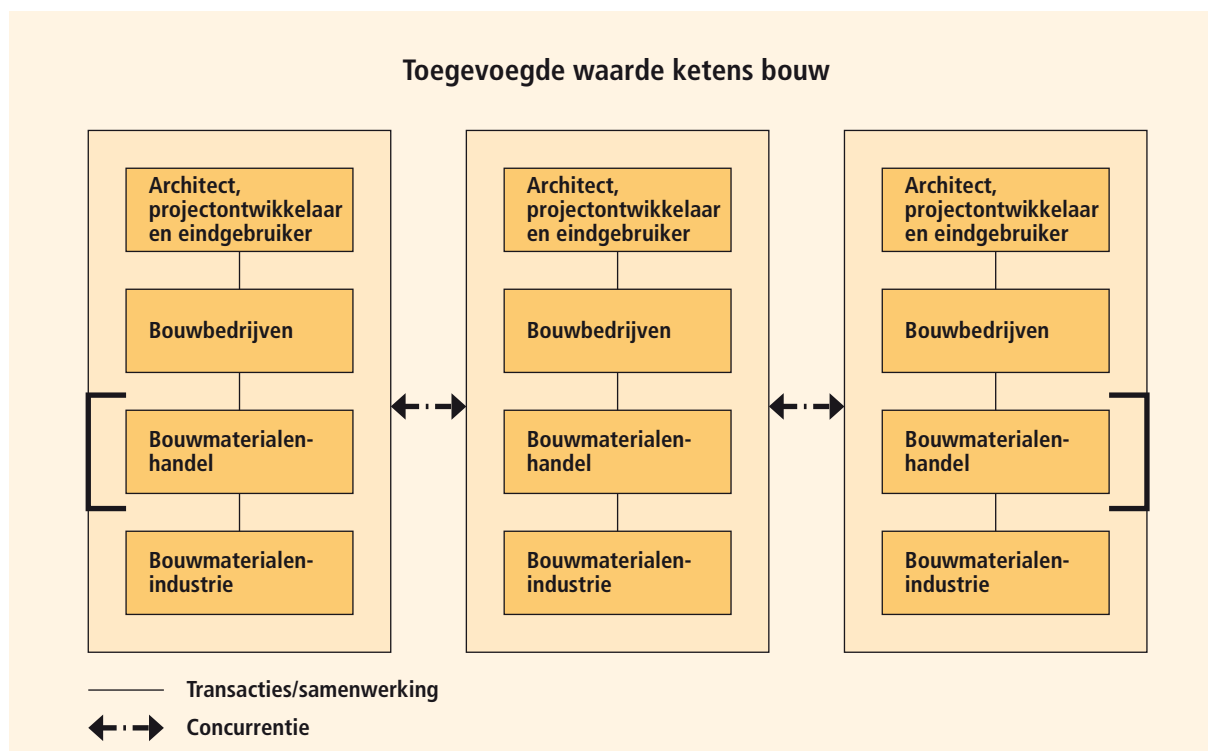 Toegevoegde waarde ketens bouw
Architect,
projectontwikkelaar
en eindgebruiker
Bouwbedrijven
Bouwmaterialen-
handel
Bouwmaterialen-
industrie
Architect,
projectontwikkelaar
en eindgebruiker
Bouwbedrijven
Bouwmaterialen-
handel
Bouwmaterialen-
industrie
Architect,
projectontwikkelaar
en eindgebruiker
Bouwbedrijven
Bouwmaterialen-
handel
Bouwmaterialen-
industrie
Transacties/samenwerking
Concurrentie